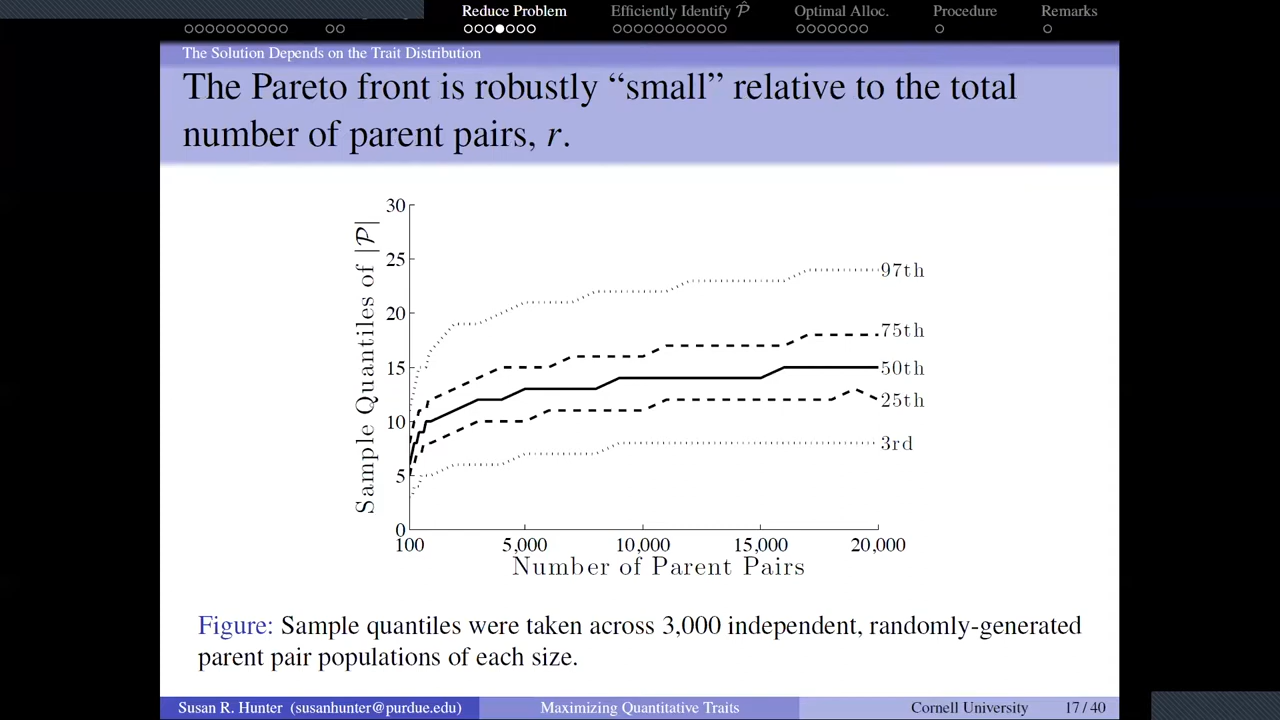 Reduce Problem
Efficiently Identify P̂
Optimal Alloc.
Procedure
Remarks
The Solution Depends on the Trait Distribution
The Pareto front is robustly “small” relative to the total
number of parent pairs, r.
Sample Quantiles of |P|
30
25
20
15
10
5
0
97th
75th
50th
25th
3rd
100
5,000
10,000
15,000
20,000
Number of Parent Pairs
Figure: Sample quantiles were taken across 3,000 independent, randomly-generated
parent pair populations of each size.
Susan R. Hunter (susanhunter@purdue.edu)
Maximizing Quantitative Traits
Cornell University
17 / 40